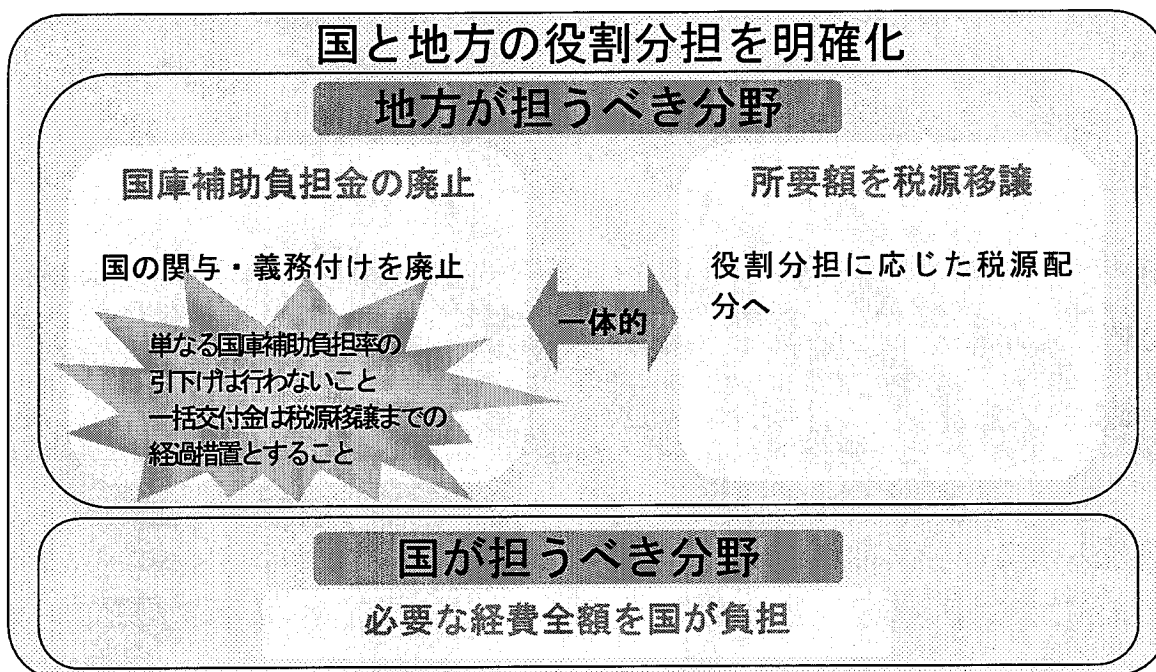 国と地方の役割分担を明確化
地方が担うべき分野
国庫補助負担金の廃止
国の関与・義務付けを廃止
単なる国庫補助負担率の
引下げは行わないこと
一括交付金は税源移譲までの
経過措置とすること
一体的
所要額を税源移譲
役割分担に応じた税源配
分へ
国が担うべき分野
必要な経費全額を国が負担